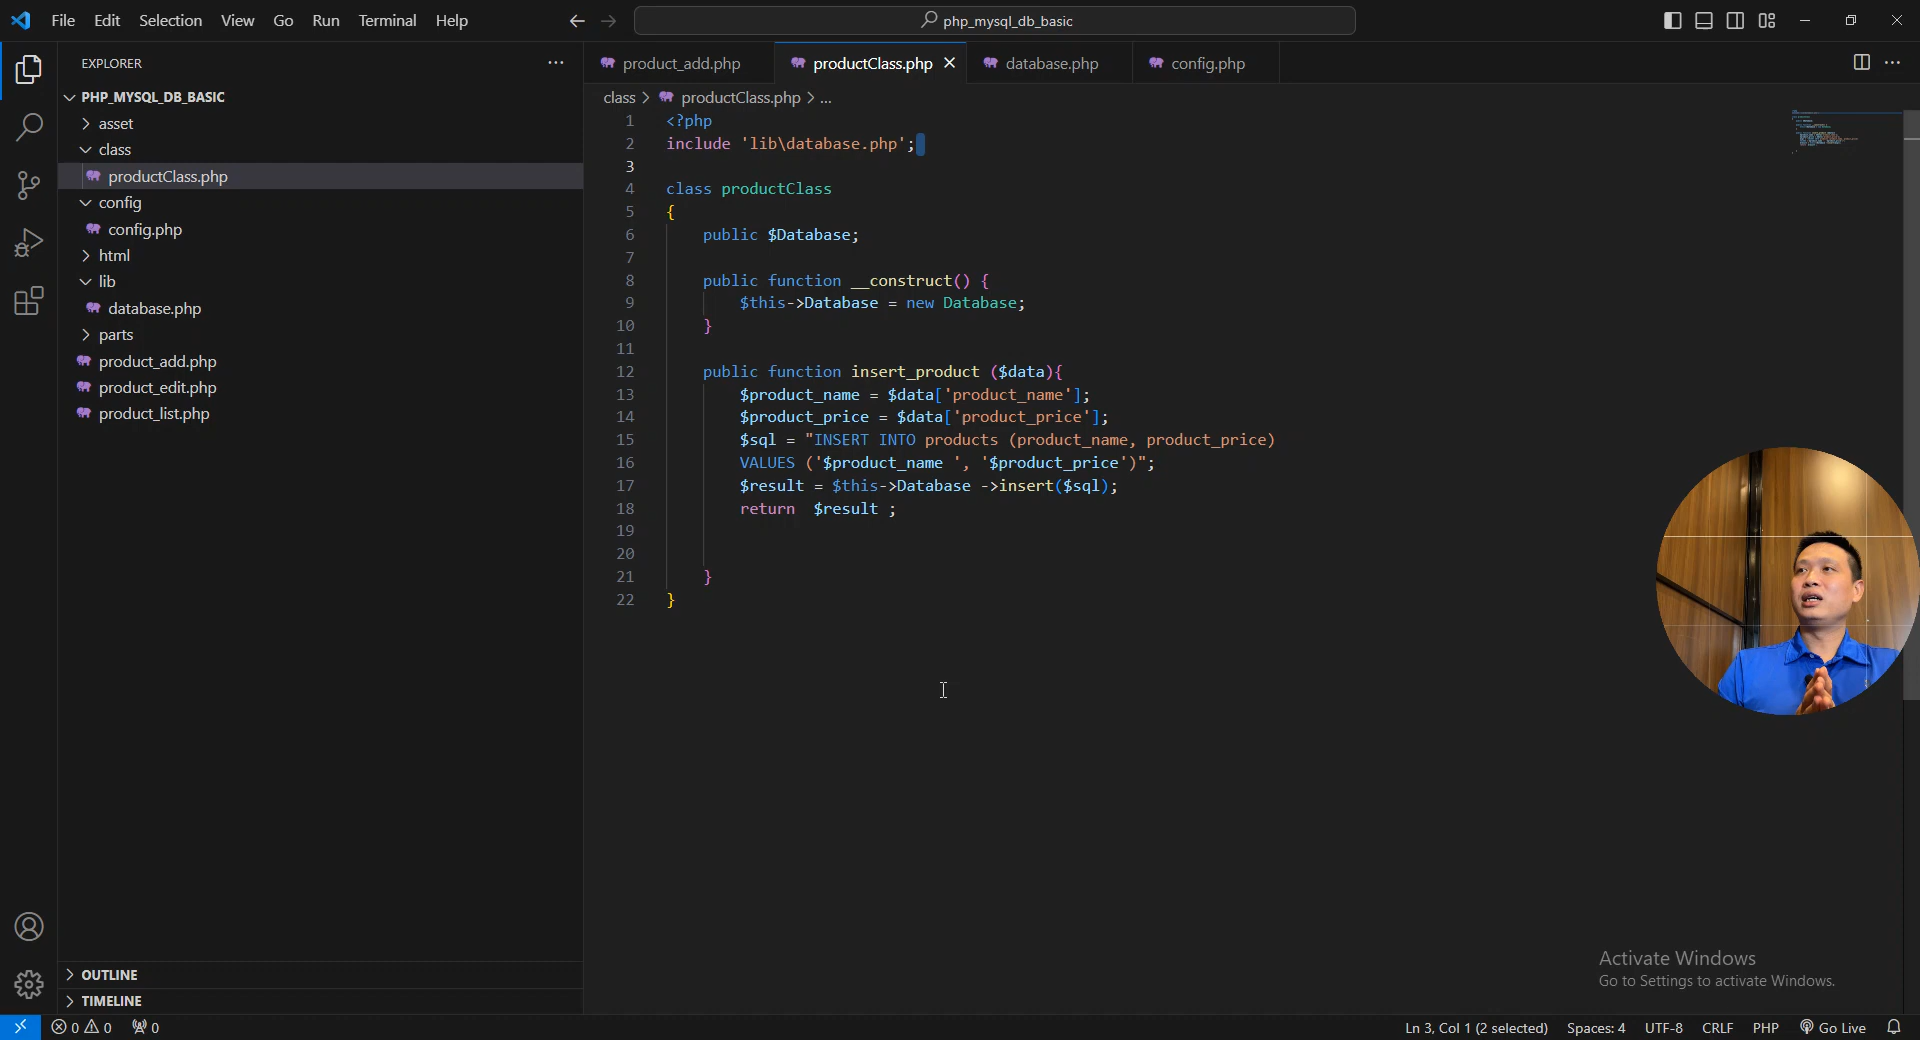 File Edit Selection View Go Run Terminal Help
php_mysql_db_basic
EXPLORER
PHP_MYSQL_DB_BASIC
asset
class
productClass.php
config
config.php
html
lib
database.php
parts
product_add.php
product_edit.php
product_list.php
OUTLINE
TIMELINE
product_add.php productClass.php database.php config.php
class > productClass.php > ...
1 <?php
2 include 'lib\database.php';
3
4 class productClass
5 {
6 public $Database;
7
8 public function __construct() {
9 $this->Database = new Database;
10 }
11
12 public function insert_product ($data){
13 $product_name = $data['product_name'];
14 $product_price = $data['product_price'];
15 $sql = "INSERT INTO products (product_name, product_price)
16 VALUES ('$product_name ', '$product_price')";
17 $result = $this->Database ->insert($sql);
18 return  $result ;
19
20
21 }
22 }
Activate Windows
Go to Settings to activate Windows.
0 0 0
Ln 3, Col 1 (2 selected) Spaces: 4 UTF-8 CRLF PHP Go Live